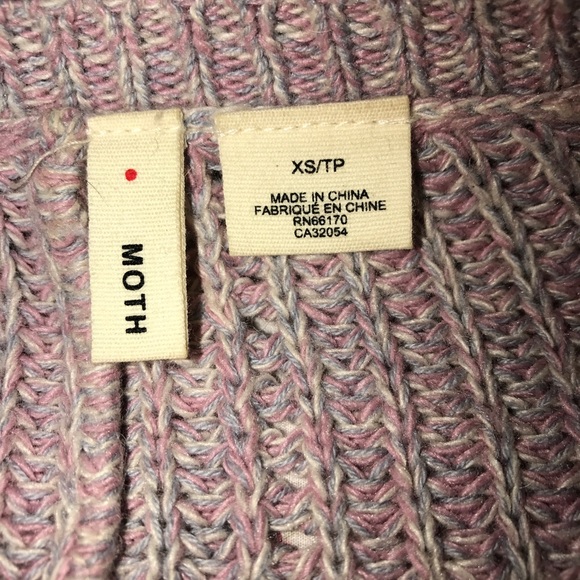 MOTH
XS/TP
MADE IN CHINA
FABRIQUÉ EN CHINE
RN66170
CA32054